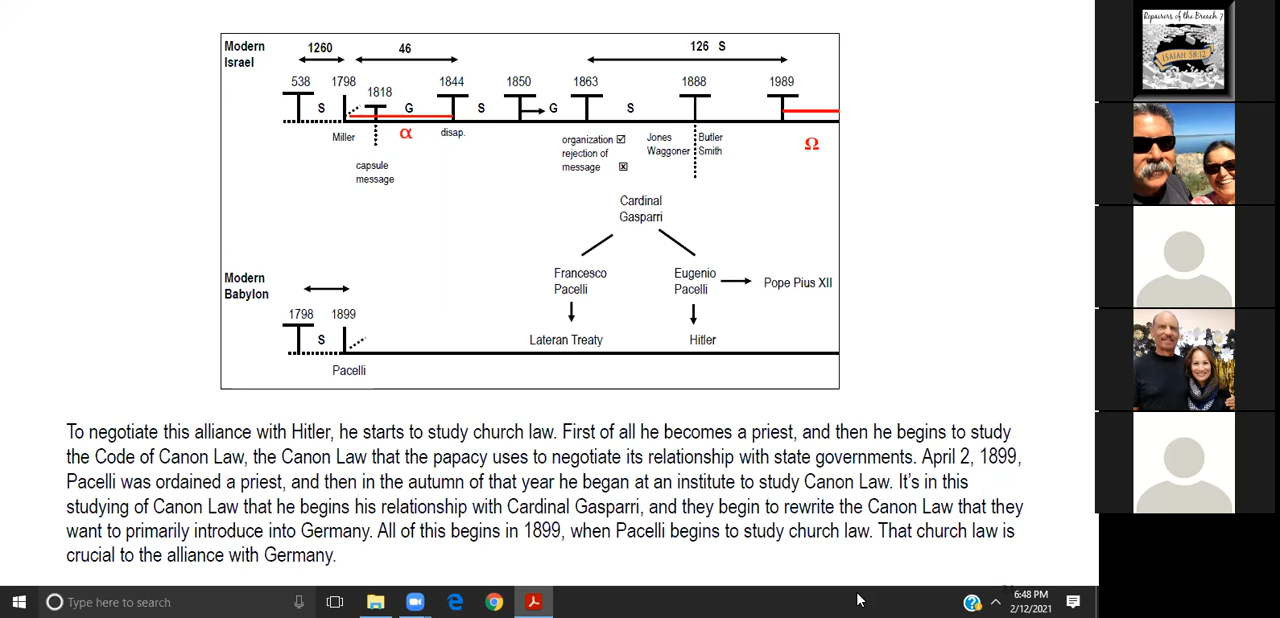 Modern
Israel
1260
46
126 S
538
1798
1818
1844
1850
1863
1888
1989
S
G
S
G
S
α
Ω
Miller
disap.
capsule
message
organization ☑
rejection of
message ☒
Jones
Waggoner
Butler
Smith
Cardinal
Gasparri
Francesco
Pacelli
Eugenio
Pacelli
Pope Pius XII
Lateran Treaty
Hitler
Modern
Babylon
1798
1899
S
Pacelli
To negotiate this alliance with Hitler, he starts to study church law. First of all he becomes a priest, and then he begins to study
the Code of Canon Law, the Canon Law that the papacy uses to negotiate its relationship with state governments. April 2, 1899,
Pacelli was ordained a priest, and then in the autumn of that year he began at an institute to study Canon Law. It's in this
studying of Canon Law that he begins his relationship with Cardinal Gasparri, and they begin to rewrite the Canon Law that they
want to primarily introduce into Germany. All of this begins in 1899, when Pacelli begins to study church law. That church law is
crucial to the alliance with Germany.
Repairers of the Breach 7
ISAIAH 58:12
Type here to search
6:48 PM
2/12/2021